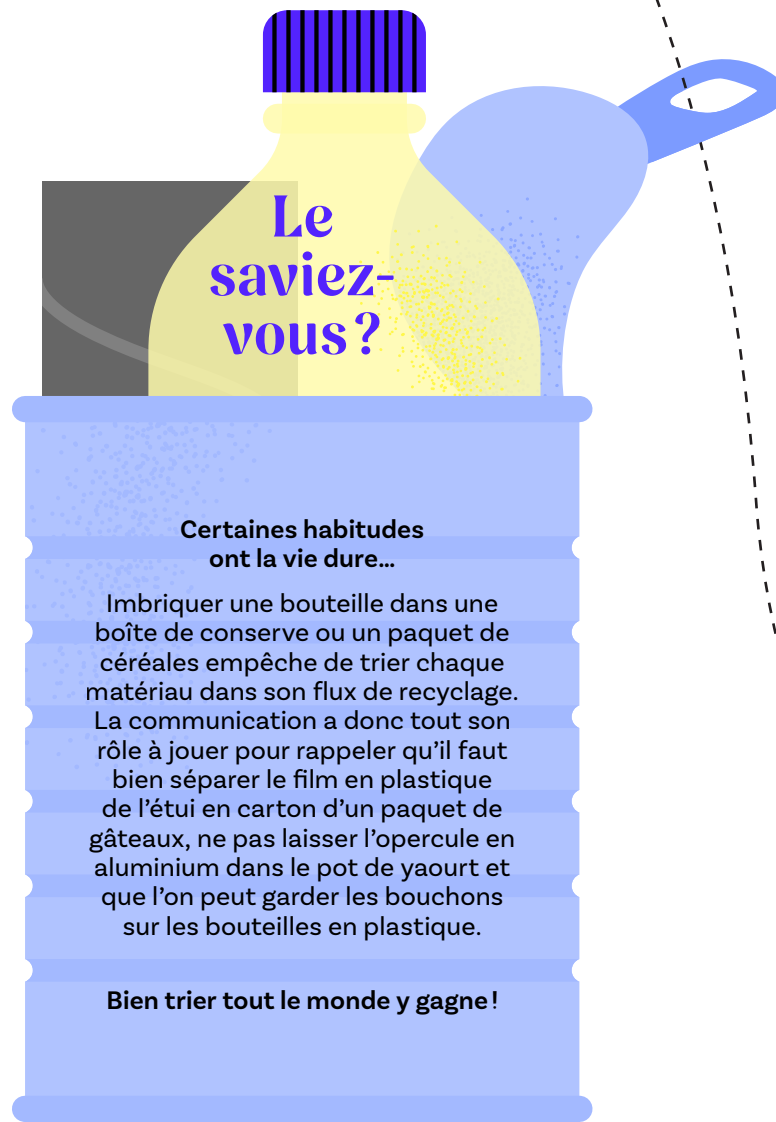 Le
saviez-
vous ?
Certaines habitudes
ont la vie dure…
Imbriquer une bouteille dans une
boîte de conserve ou un paquet de
céréales empêche de trier chaque
matériau dans son flux de recyclage.
La communication a donc tout son
rôle à jouer pour rappeler qu’il faut
bien séparer le film en plastique
de l’étui en carton d’un paquet de
gâteaux, ne pas laisser l’opercule en
aluminium dans le pot de yaourt et
que l’on peut garder les bouchons
sur les bouteilles en plastique.
Bien trier tout le monde y gagne !